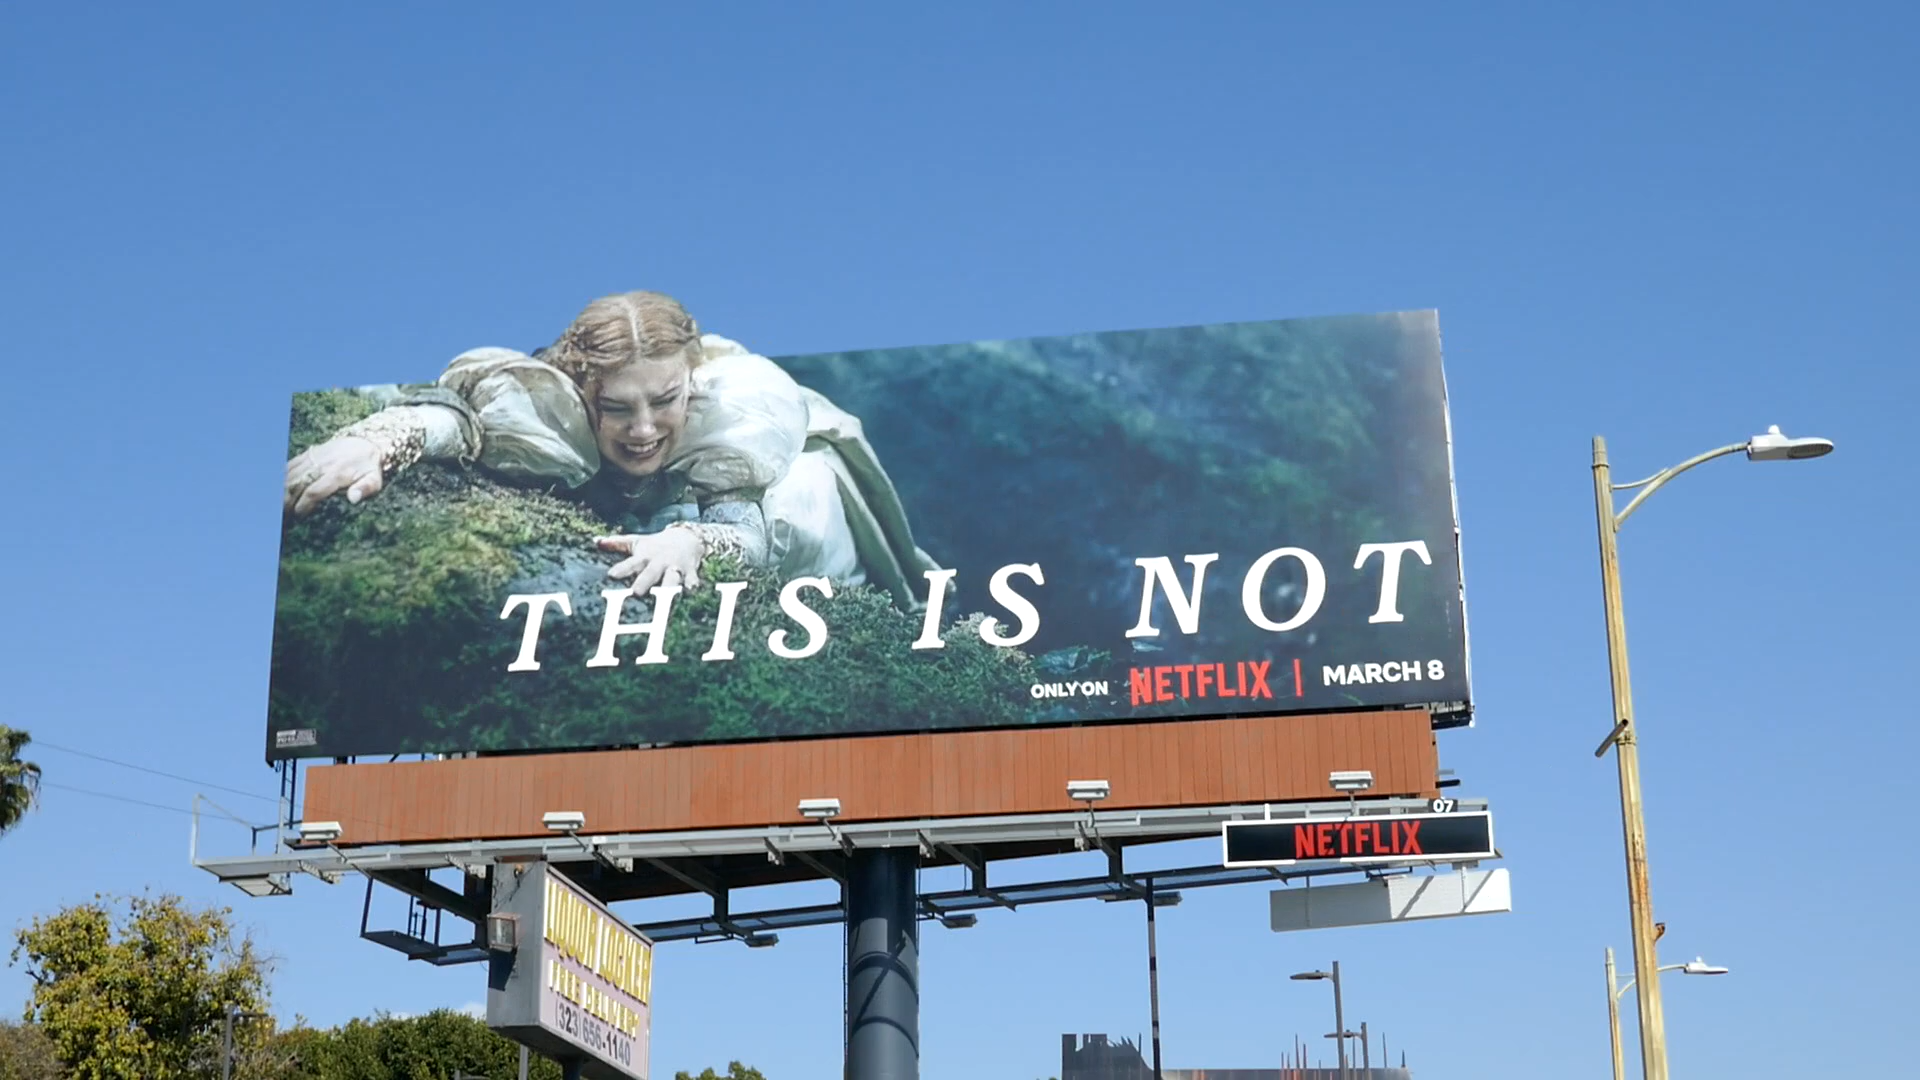 THIS IS NOT
ONLY ON NETFLIX | MARCH 8
07
NETFLIX
LIQUOR LOCKER
FREE DELIVERY
(323) 656-1140